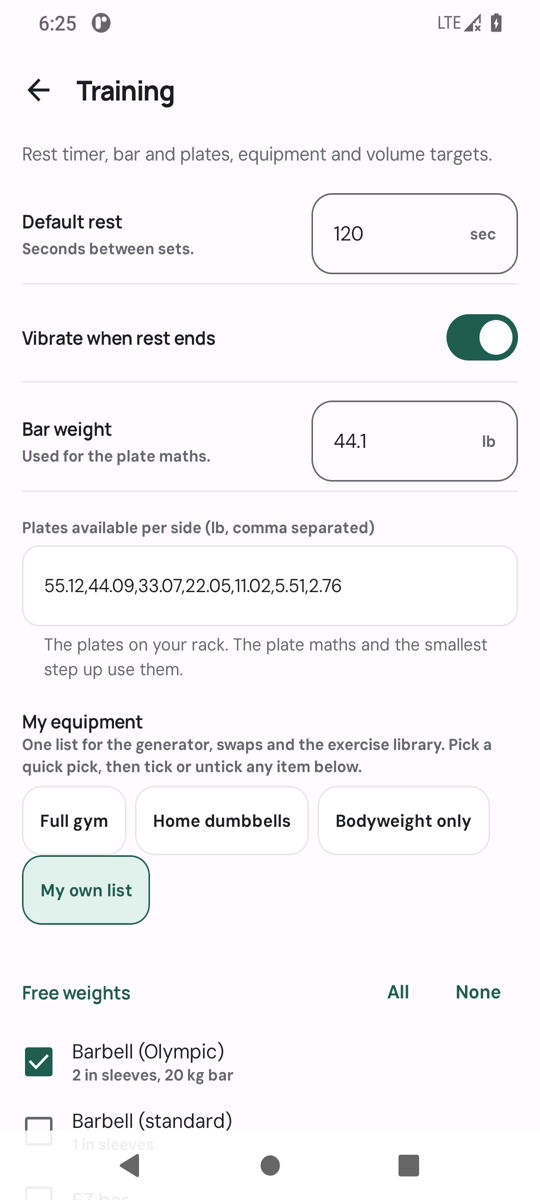 6:25
LTE
Training
Rest timer, bar and plates, equipment and volume targets.
Default rest
Seconds between sets.
120 sec
Vibrate when rest ends
Bar weight
Used for the plate maths.
44.1 lb
Plates available per side (lb, comma separated)
55.12,44.09,33.07,22.05,11.02,5.51,2.76
The plates on your rack. The plate maths and the smallest
step up use them.
My equipment
One list for the generator, swaps and the exercise library. Pick a
quick pick, then tick or untick any item below.
Full gym
Home dumbbells
Bodyweight only
My own list
Free weights
All
None
Barbell (Olympic)
2 in sleeves, 20 kg bar
Barbell (standard)
1 in sleeves
EZ bar